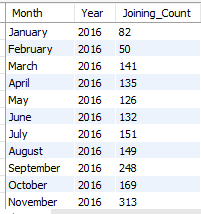 Month Year Joining_Count
January 2016 82
February 2016 50
March 2016 141
April 2016 135
May 2016 126
June 2016 132
July 2016 151
August 2016 149
September 2016 248
October 2016 169
November 2016 313